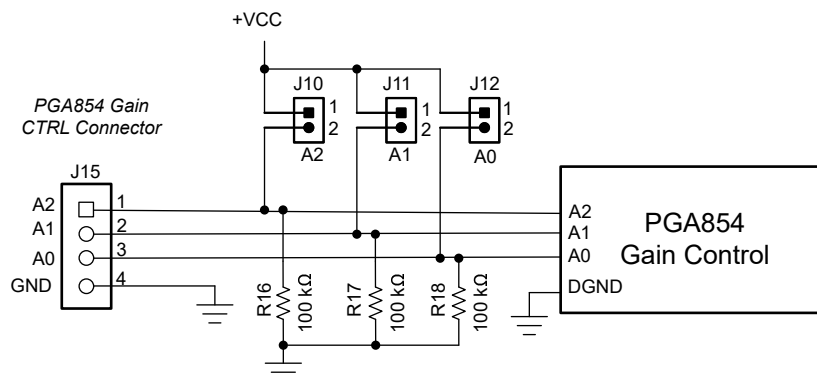 +VCC
J10
J11
J12
PGA854 Gain
CTRL Connector
1
2
1
2
1
2
A2
A1
A0
J15
A2
1
A1
2
A0
3
GND
4
A2
A1
A0
DGND
PGA854
Gain Control
R16
100 kΩ
R17
100 kΩ
R18
100 kΩ